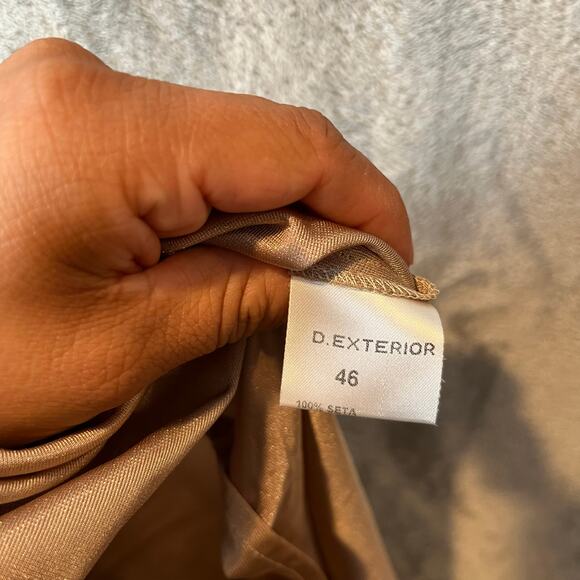 D.EXTERIOR
46
100% SETA